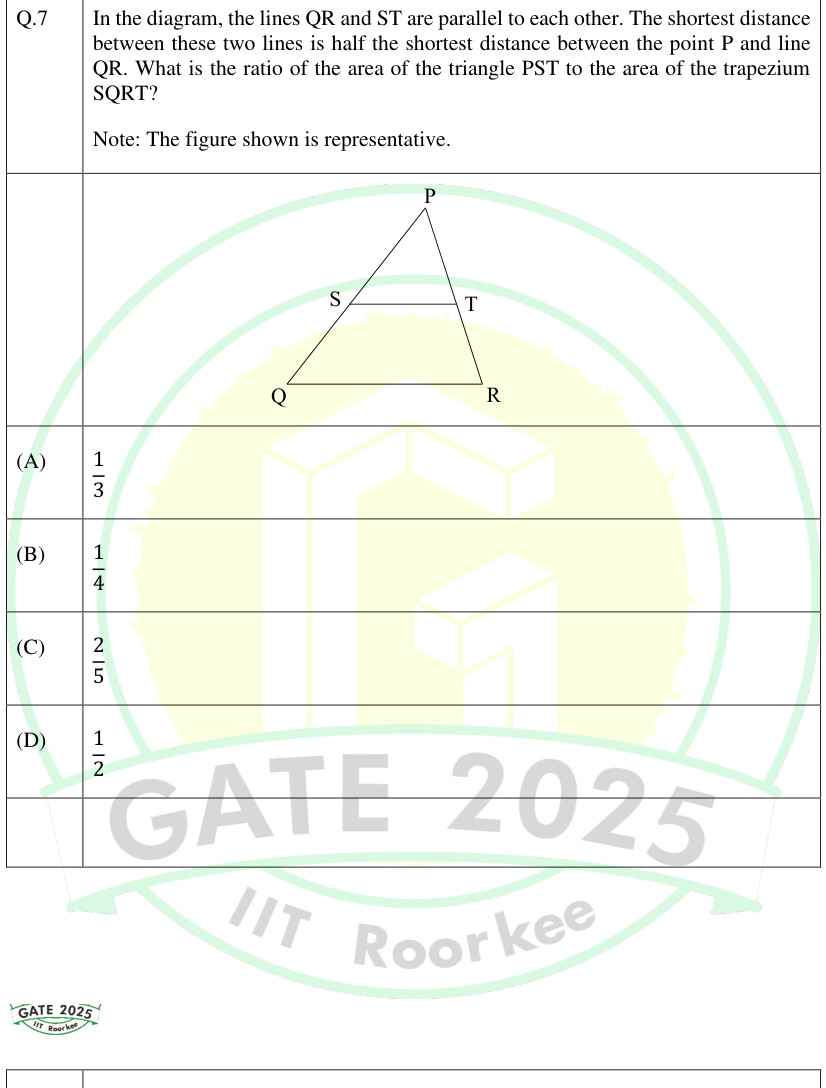 Q.7
In the diagram, the lines QR and ST are parallel to each other. The shortest distance
between these two lines is half the shortest distance between the point P and line
QR. What is the ratio of the area of the triangle PST to the area of the trapezium
SQRT?
Note: The figure shown is representative.
P
S
T
Q
R
(A)
1
3
(B)
1
4
(C)
2
5
(D)
1
2
GATE 2025
IIT Roorkee
GATE 2025
IIT Roorkee